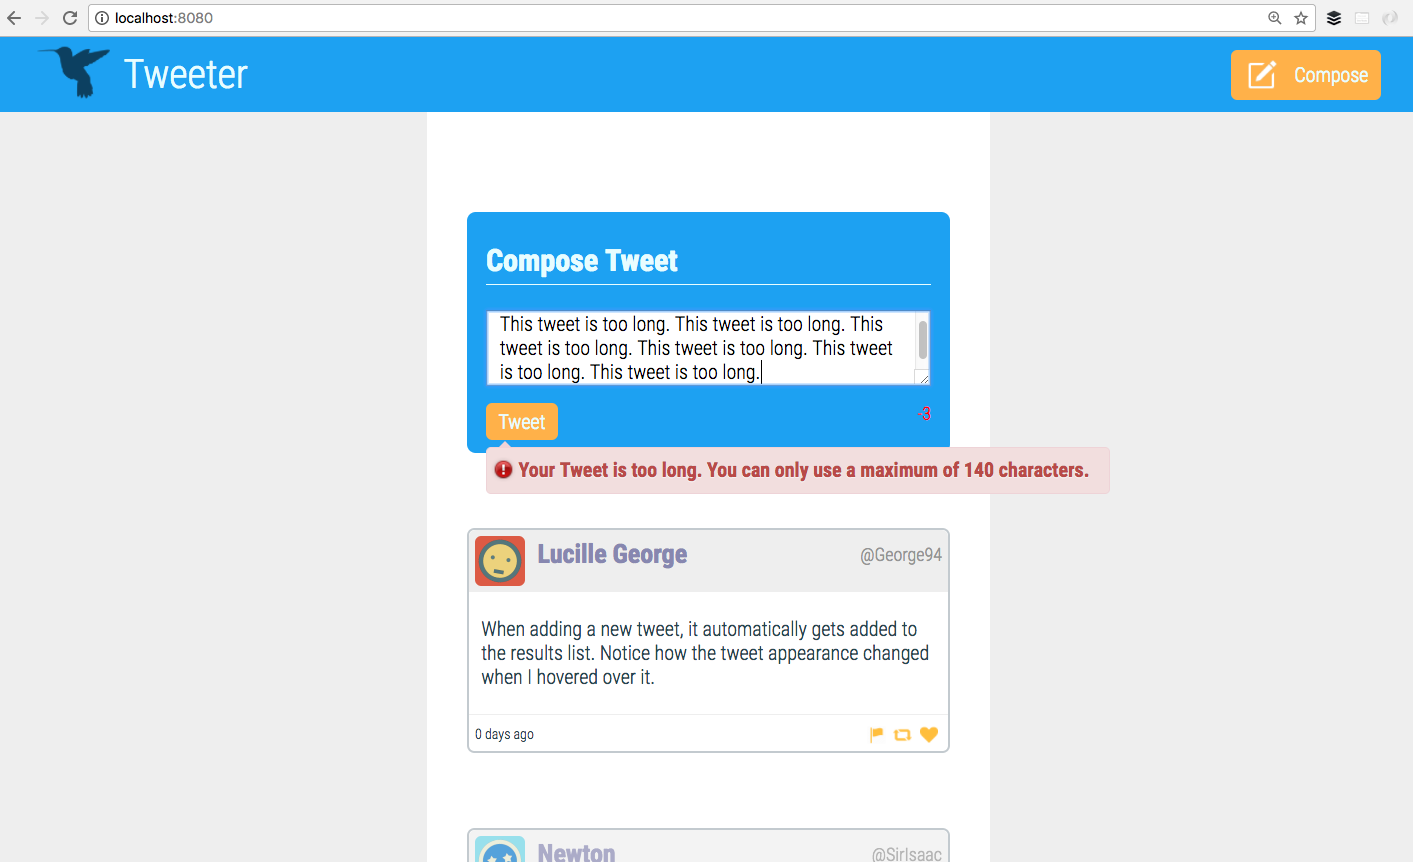 localhost:8080
Tweeter
Compose
Compose Tweet
This tweet is too long. This tweet is too long. This
tweet is too long. This tweet is too long. This tweet
is too long. This tweet is too long.
Tweet
-3
Your Tweet is too long. You can only use a maximum of 140 characters.
Lucille George
@George94
When adding a new tweet, it automatically gets added to
the results list. Notice how the tweet appearance changed
when I hovered over it.
0 days ago
Newton
@SirIsaac